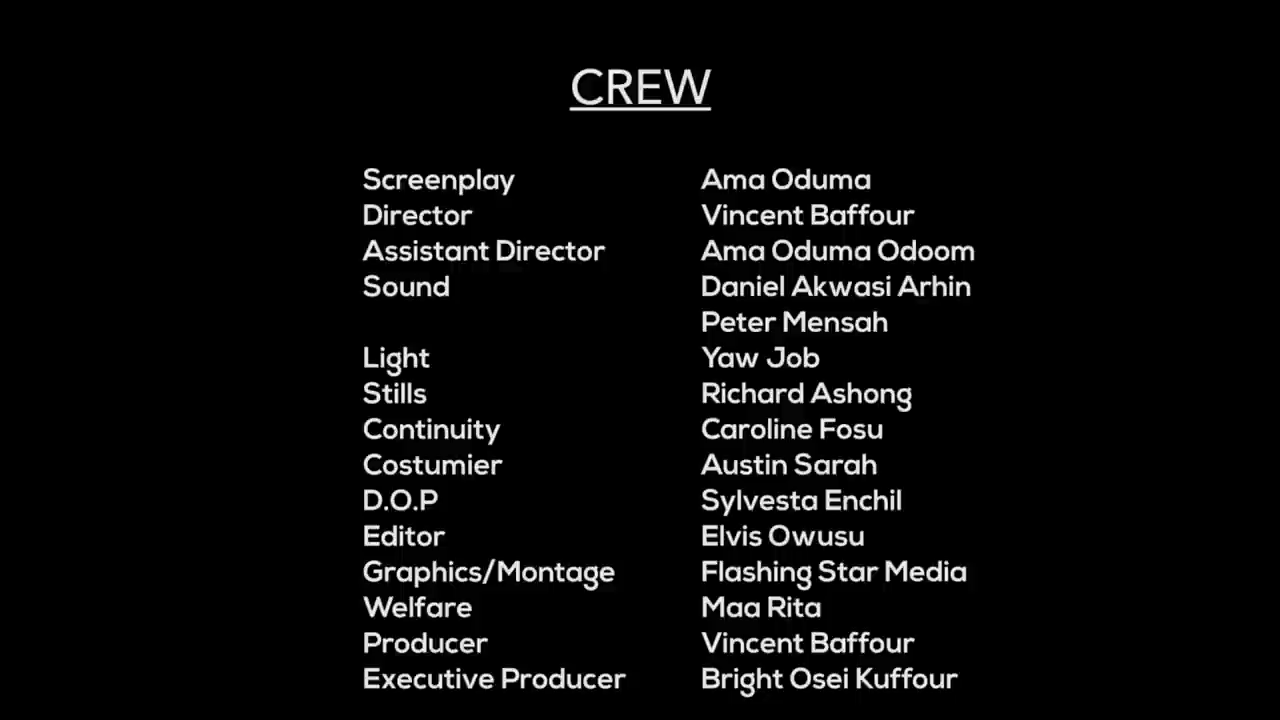 CREW
Screenplay Ama Oduma
Director Vincent Baffour
Assistant Director Ama Oduma Odoom
Sound Daniel Akwasi Arhin
Peter Mensah
Light Yaw Job
Stills Richard Ashong
Continuity Caroline Fosu
Costumier Austin Sarah
D.O.P Sylvesta Enchil
Editor Elvis Owusu
Graphics/Montage Flashing Star Media
Welfare Maa Rita
Producer Vincent Baffour
Executive Producer Bright Osei Kuffour